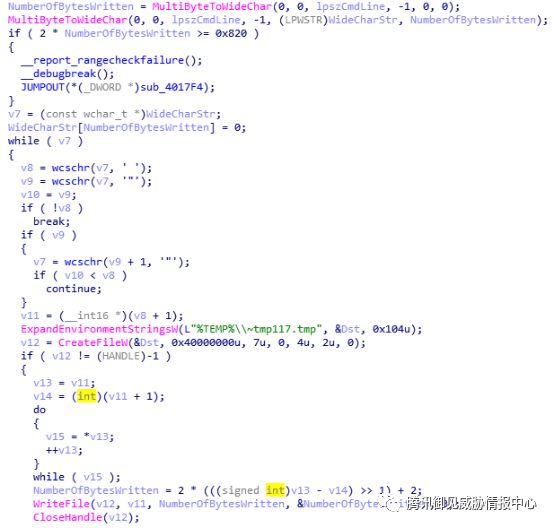 NumberOfBytesWritten = MultiByteToWideChar(0, 0, lpszCmdLine, -1, 0, 0);
MultiByteToWideChar(0, 0, lpszCmdLine, -1, (LPWSTR)WideCharStr, NumberOfBytesWritten);
if ( 2 * NumberOfBytesWritten >= 0x820 )
{
__report_rangecheckfailure();
__debugbreak();
JUMPOUT(*(_DWORD *)sub_4017F4);
}
v7 = (const wchar_t *)WideCharStr;
WideCharStr[NumberOfBytesWritten] = 0;
while ( v7 )
{
v8 = wcschr(v7, ' ');
v9 = wcschr(v7, '"');
v10 = v9;
if ( !v8 )
break;
if ( v9 )
{
v7 = wcschr(v9 + 1, '"');
if ( v10 < v8 )
continue;
}
v11 = (__int16 *)(v8 + 1);
ExpandEnvironmentStringsW(L"%TEMP%\\~tmp117.tmp", &Dst, 0x104u);
v12 = CreateFileW(&Dst, 0x40000000u, 7u, 0, 4u, 2u, 0);
if ( v12 != (HANDLE)-1 )
{
v13 = v11;
v14 = (int)(v11 + 1);
do
{
v15 = *v13;
++v13;
}
while ( v15 );
NumberOfBytesWritten = 2 * (((signed int)v13 - v14) >> 1) + 2;
WriteFile(v12, v11, NumberOfBytesWritten, &NumberOfBytesWritten
CloseHandle(v12);
腾讯御见威胁情报中心